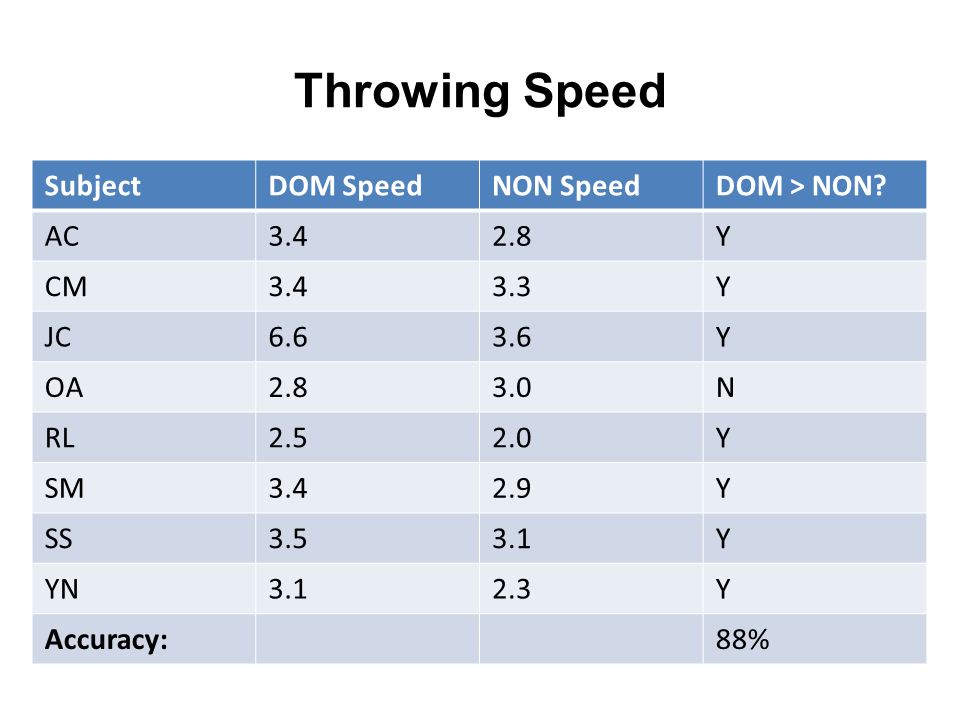 Throwing Speed
Subject DOM Speed NON Speed DOM > NON?
AC 3.4 2.8 Y
CM 3.4 3.3 Y
JC 6.6 3.6 Y
OA 2.8 3.0 N
RL 2.5 2.0 Y
SM 3.4 2.9 Y
SS 3.5 3.1 Y
YN 3.1 2.3 Y
Accuracy: 88%